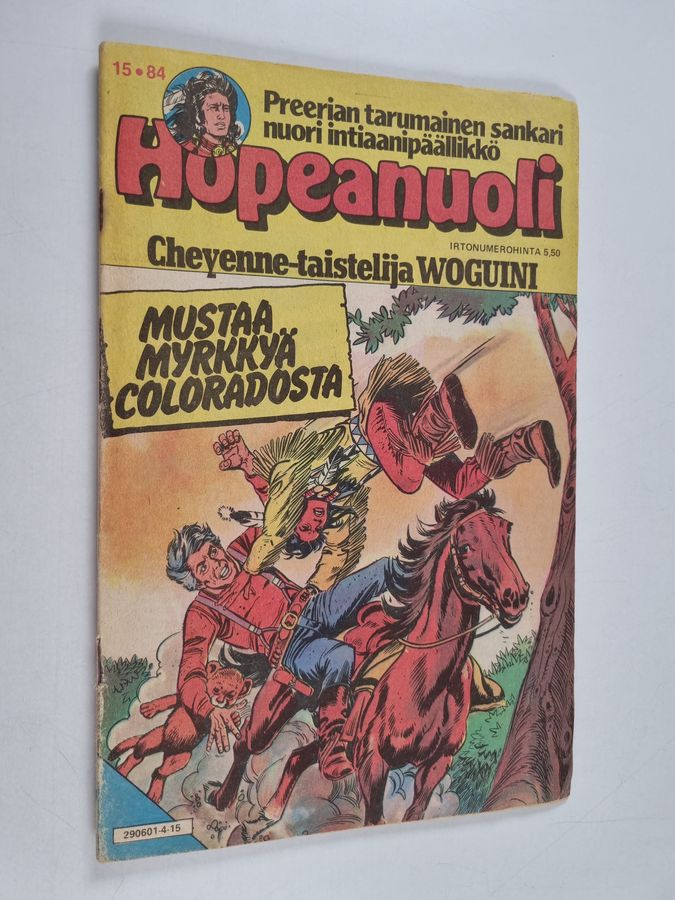 15•84
Preerian tarumainen sankari
nuori intiaanipäällikkö
Hopeanuoli
IRTONUMEROHINTA 5,50
Cheyenne-taistelija WOGUINI
MUSTAA
MYRKKYÄ
COLORADOSTA
290601-4-15